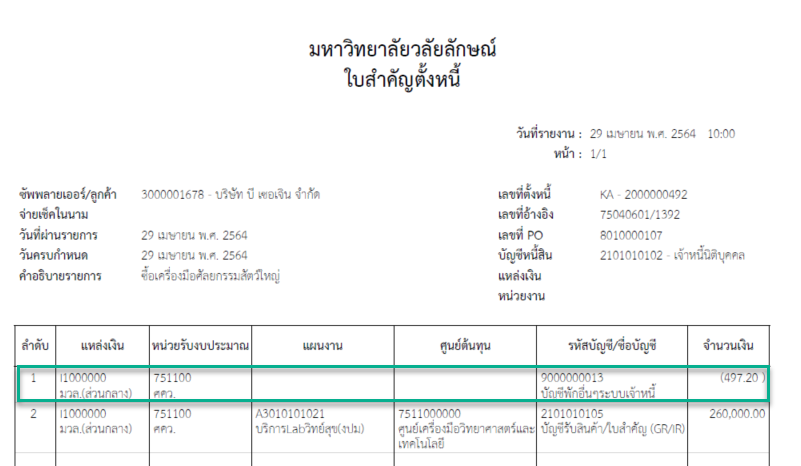 มหาวิทยาลัยวลัยลักษณ์
ใบสำคัญตั้งหนี้
วันที่รายงาน : 29 เมษายน พ.ศ. 2564 10:00
หน้า : 1/1
ซัพพลายเออร์/ลูกค้า 3000001678 - บริษัท บี เซอเจิน จำกัด เลขที่ตั้งหนี้ KA - 2000000492
จ่ายเช็คในนาม เลขที่อ้างอิง 75040601/1392
วันที่ผ่านรายการ 29 เมษายน พ.ศ. 2564 เลขที่ PO 8010000107
วันครบกำหนด 29 เมษายน พ.ศ. 2564 บัญชีหนี้สิน 2101010102 - เจ้าหนี้นิติบุคคล
คำอธิบายรายการ ซื้อเครื่องมือศัลยกรรมสัตว์ใหญ่ แหล่งเงิน
หน่วยงาน
ลำดับ แหล่งเงิน หน่วยรับงบประมาณ แผนงาน ศูนย์ต้นทุน รหัสบัญชี/ชื่อบัญชี จำนวนเงิน
1 I1000000 751100 9000000013 (497.20 )
มวล.(ส่วนกลาง) ศคว. บัญชีพักอื่นๆระบบเจ้าหนี้
2 I1000000 751100 A3010101021 7511000000 2101010105 260,000.00
มวล.(ส่วนกลาง) ศคว. บริการLabวิทย์สุข(งปม) ศูนย์เครื่องมือวิทยาศาสตร์และ บัญชีรับสินค้า/ใบสำคัญ (GR/IR)
เทคโนโลยี